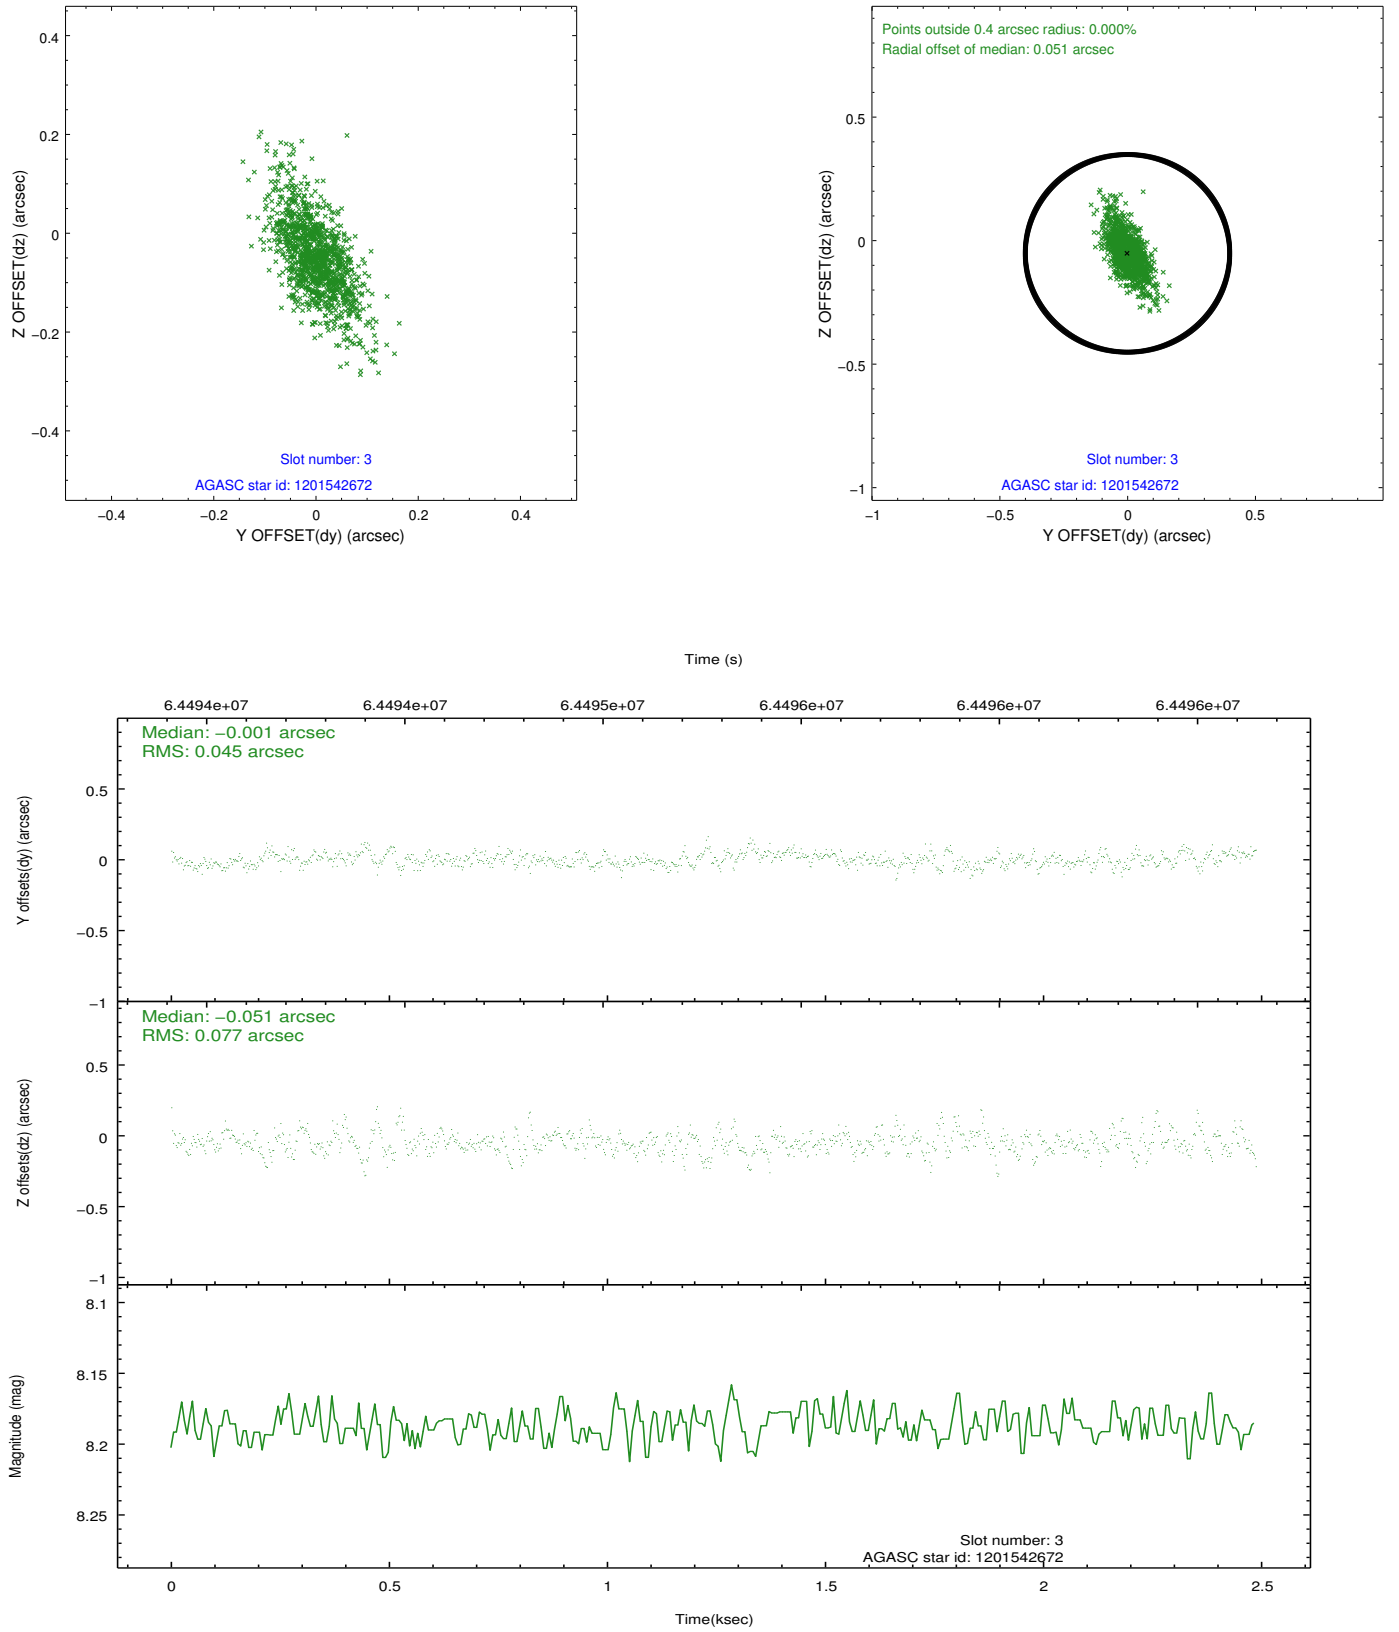 0.4
0.2
0
−0.2
−0.4
Z OFFSET(dz) (arcsec)
Slot number: 3
AGASC star id: 1201542672
−0.4 −0.2 0 0.2 0.4
Y OFFSET(dy) (arcsec)
Points outside 0.4 arcsec radius: 0.000%
Radial offset of median: 0.051 arcsec
0.5
0
−0.5
−1
Z OFFSET(dz) (arcsec)
Slot number: 3
AGASC star id: 1201542672
−1 −0.5 0 0.5
Y OFFSET(dy) (arcsec)
Time (s)
6.4494e+07 6.4494e+07 6.4495e+07 6.4496e+07 6.4496e+07 6.4496e+07
Median: −0.001 arcsec
RMS: 0.045 arcsec
0.5
0
−0.5
−1
Y offsets(dy) (arcsec)
Median: −0.051 arcsec
RMS: 0.077 arcsec
0.5
0
−0.5
−1
Z offsets(dz) (arcsec)
8.1
8.15
8.2
8.25
Magnitude (mag)
Slot number: 3
AGASC star id: 1201542672
0 0.5 1 1.5 2 2.5
Time(ksec)